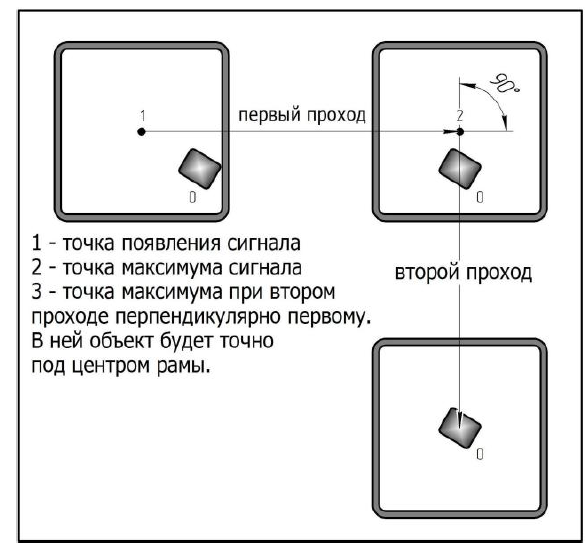 90°
1
первый проход
2
0
0
1 - точка появления сигнала
2 - точка максимума сигнала
3 - точка максимума при втором
проходе перпендикулярно первому.
В ней объект будет точно
под центром рамы.
второй проход
0